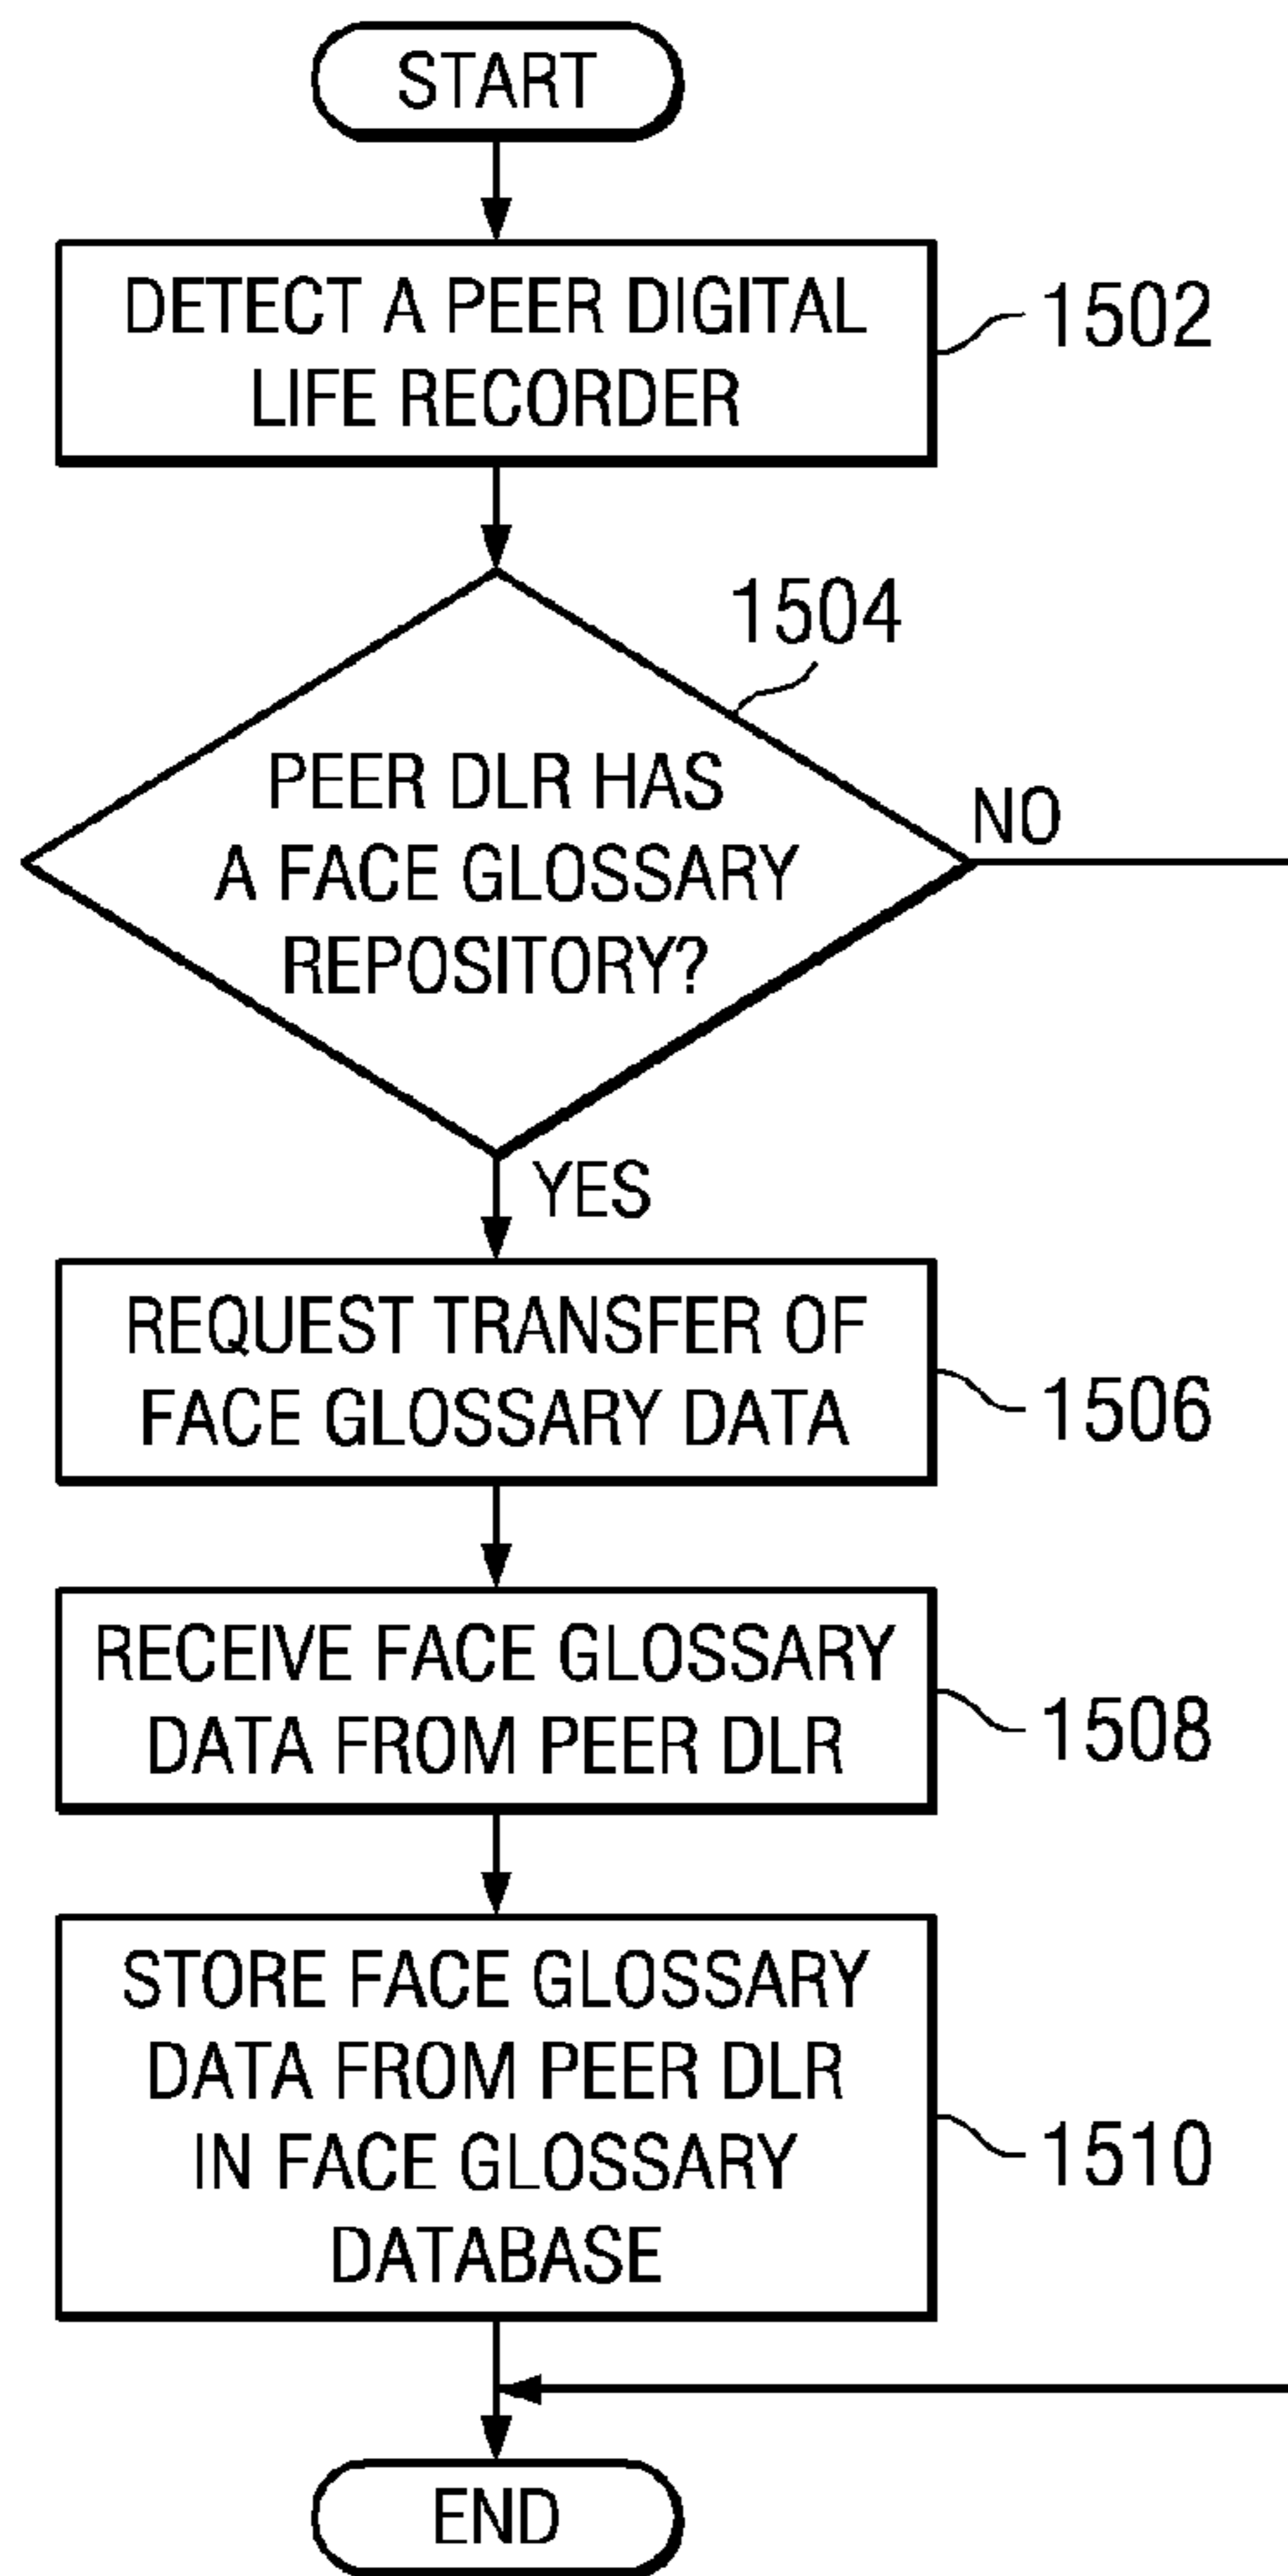 START
DETECT A PEER DIGITAL
LIFE RECORDER
1502
1504
PEER DLR HAS
A FACE GLOSSARY
REPOSITORY?
NO
YES
REQUEST TRANSFER OF
FACE GLOSSARY DATA
1506
RECEIVE FACE GLOSSARY
DATA FROM PEER DLR
1508
STORE FACE GLOSSARY
DATA FROM PEER DLR
IN FACE GLOSSARY
DATABASE
1510
END